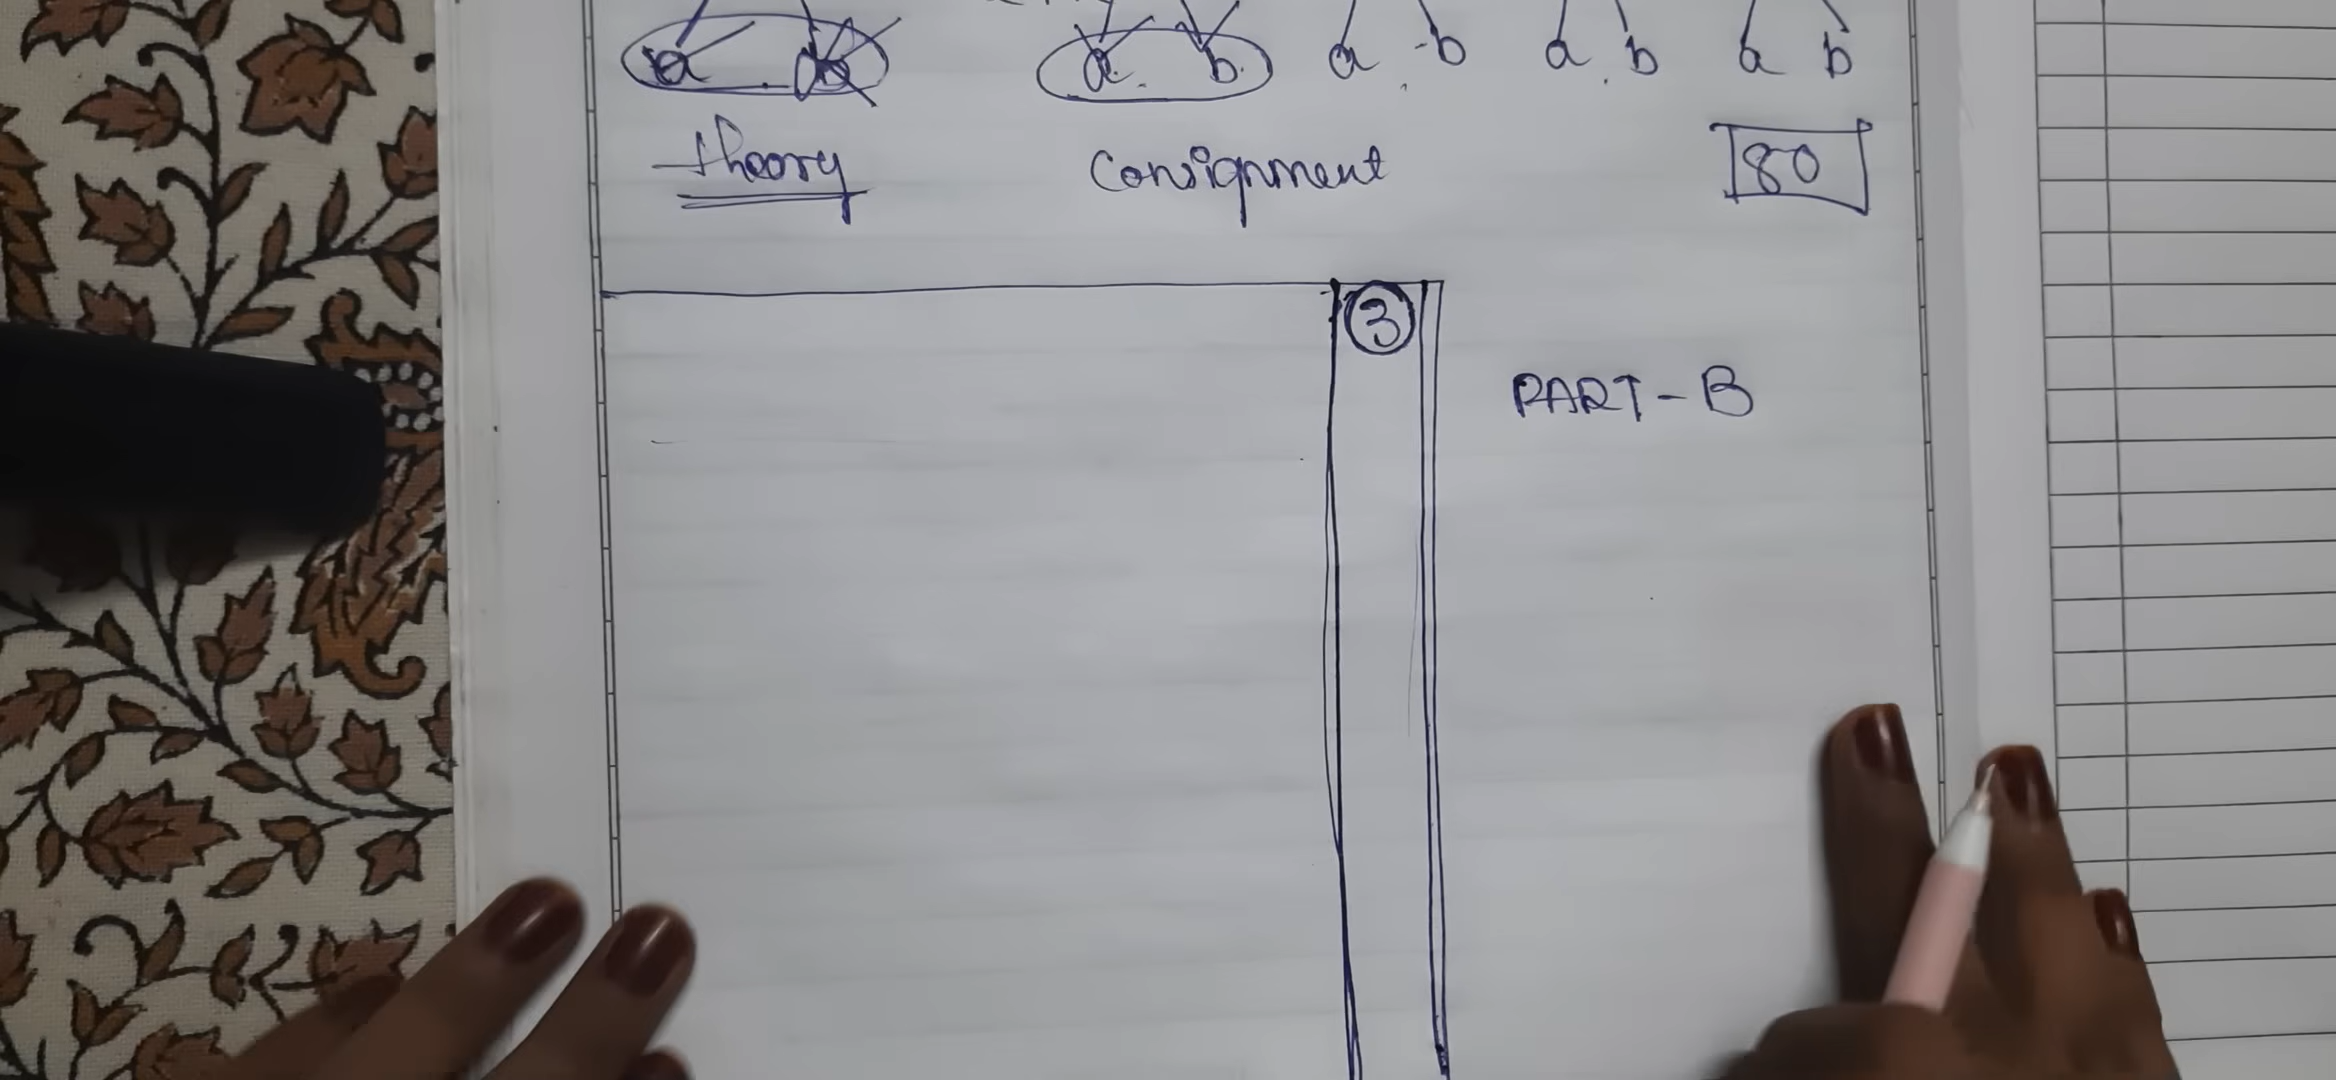 a b a b a b a b a b
theory Consignment 80
3
PART-B